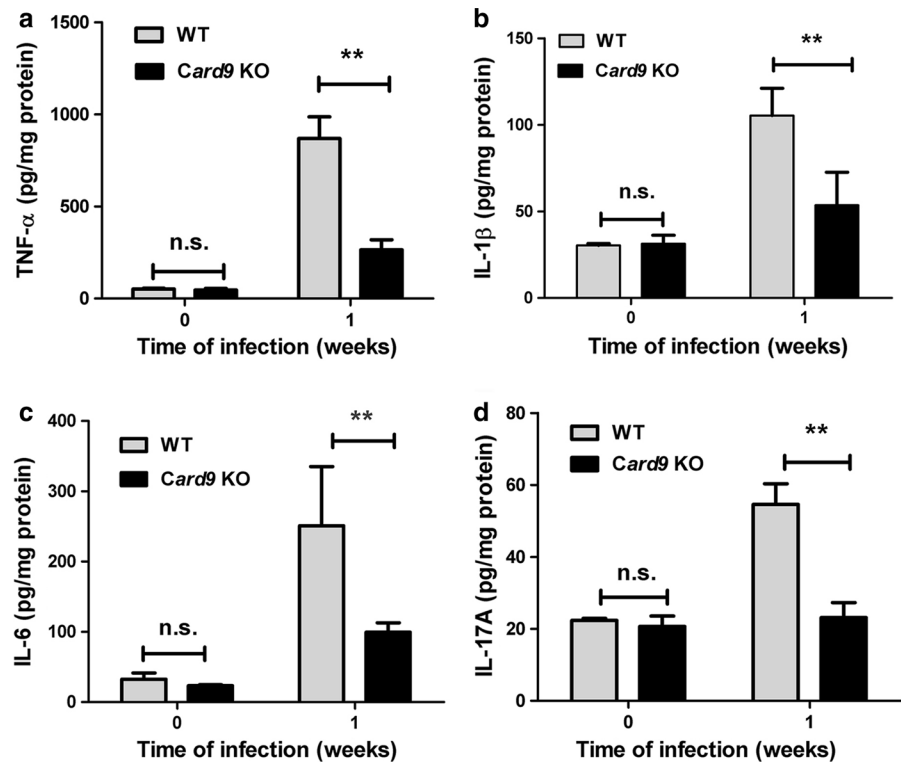 a
1500
1000
500
0
TNF-α (pg/mg protein)
WT
Card9 KO
n.s.
**
0
1
Time of infection (weeks)
b
150
100
50
0
IL-1β (pg/mg protein)
WT
Card9 KO
n.s.
**
0
1
Time of infection (weeks)
c
400
300
200
100
0
IL-6 (pg/mg protein)
WT
Card9 KO
n.s.
**
0
1
Time of infection (weeks)
d
80
60
40
20
0
IL-17A (pg/mg protein)
WT
Card9 KO
n.s.
**
0
1
Time of infection (weeks)